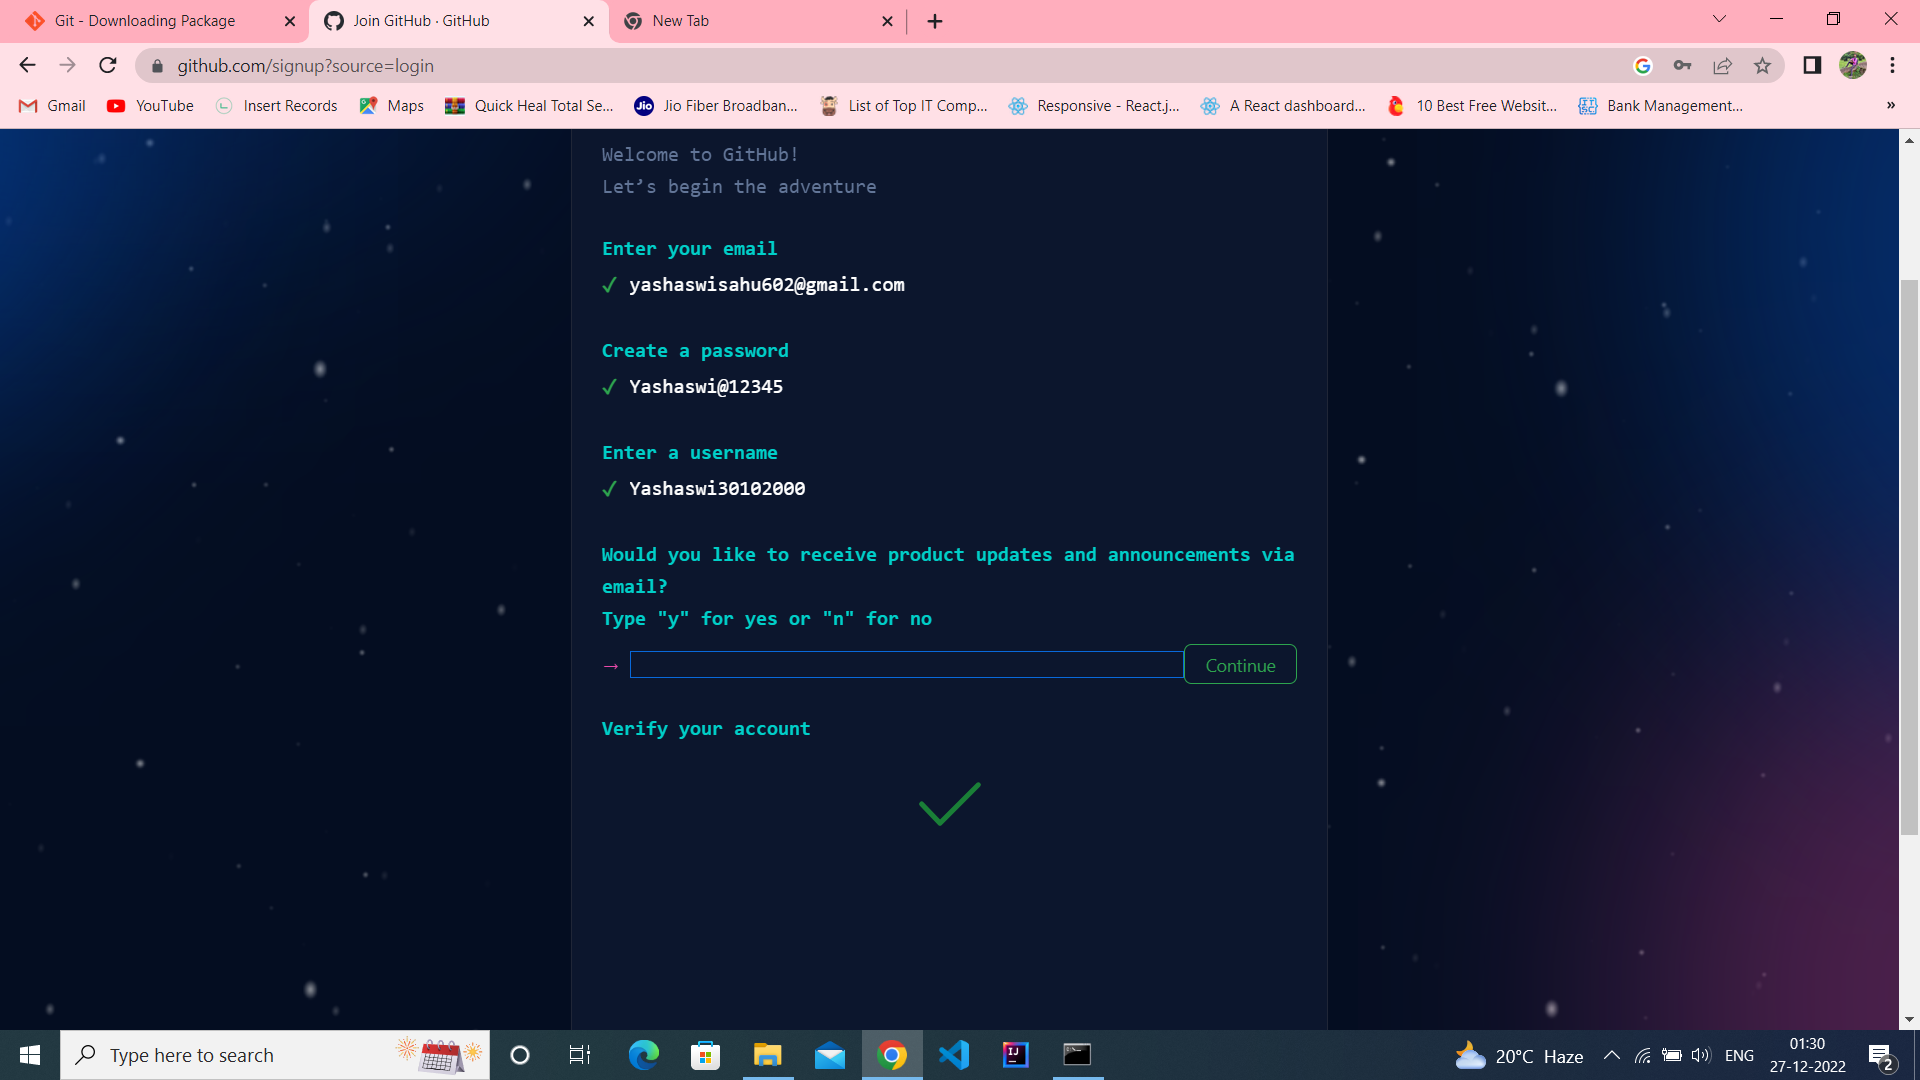 Git - Downloading Package
Join GitHub · GitHub
New Tab
github.com/signup?source=login
Gmail
YouTube
Insert Records
Maps
Quick Heal Total Se...
Jio Fiber Broadban...
List of Top IT Comp...
Responsive - React.j...
A React dashboard...
10 Best Free Websit...
Bank Management...
»
Welcome to GitHub!
Let’s begin the adventure
Enter your email
✓ yashaswisahu602@gmail.com
Create a password
✓ Yashaswi@12345
Enter a username
✓ Yashaswi30102000
Would you like to receive product updates and announcements via
email?
Type "y" for yes or "n" for no
→
Continue
Verify your account
Type here to search
20°C Haze
ENG
01:30
27-12-2022
2